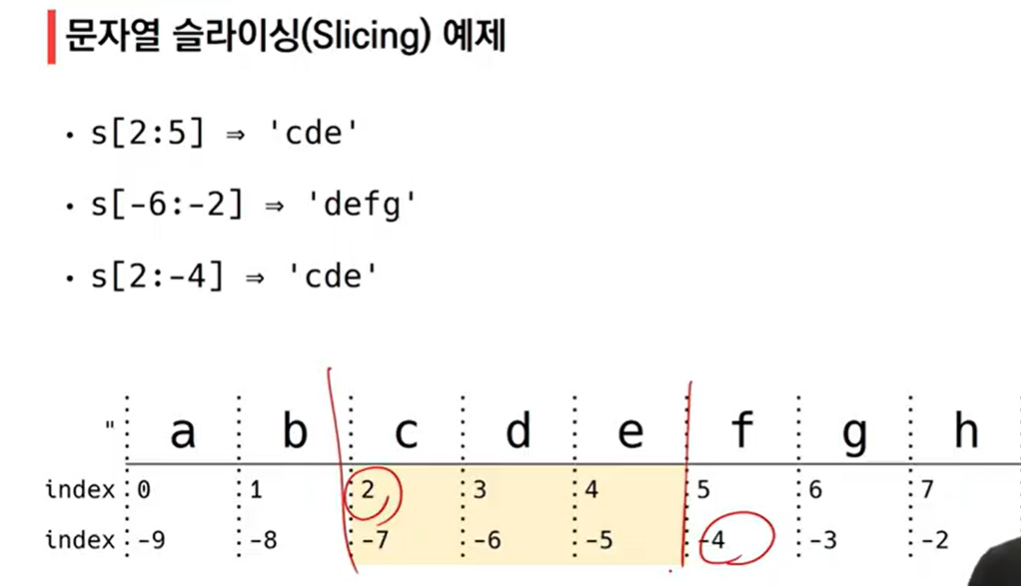 문자열 슬라이싱(Slicing) 예제
• s[2:5] ⇒ 'cde'
• s[-6:-2] ⇒ 'defg'
• s[2:-4] ⇒ 'cde'
" a b c d e f g h
index 0 1 2 3 4 5 6 7
index -9 -8 -7 -6 -5 -4 -3 -2